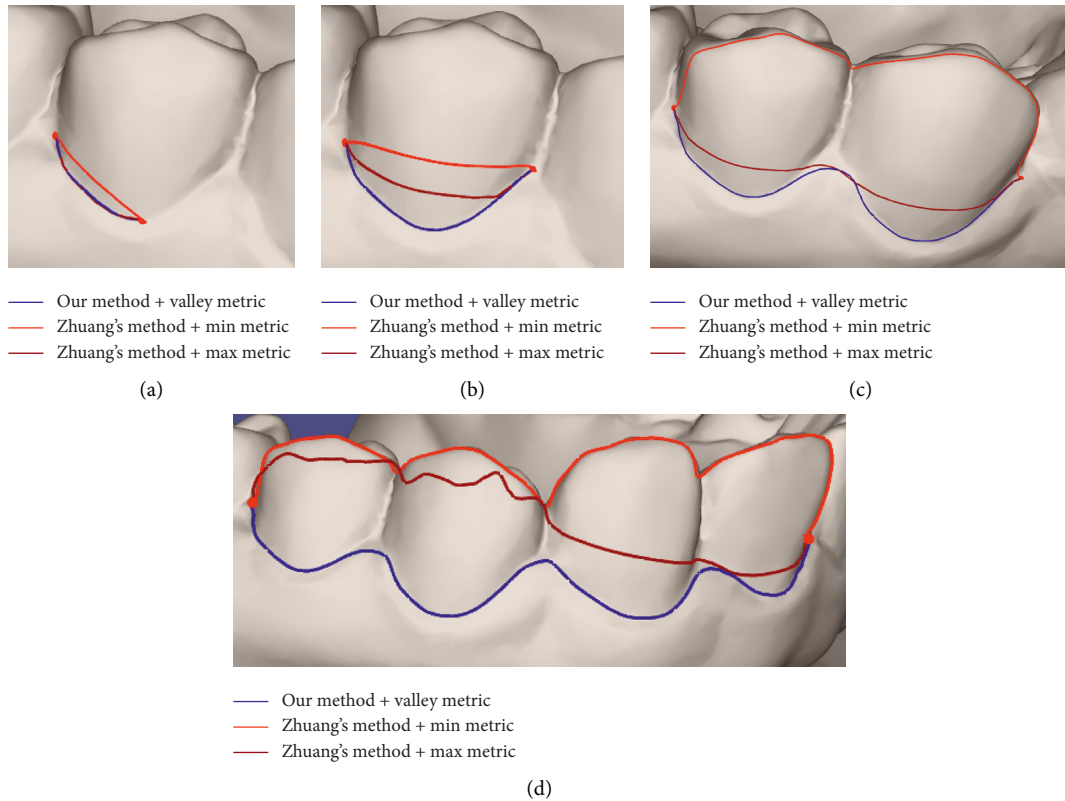 Our method + valley metric
Zhuang's method + min metric
Zhuang's method + max metric
(a)
Our method + valley metric
Zhuang's method + min metric
Zhuang's method + max metric
(b)
Our method + valley metric
Zhuang's method + min metric
Zhuang's method + max metric
(c)
Our method + valley metric
Zhuang's method + min metric
Zhuang's method + max metric
(d)